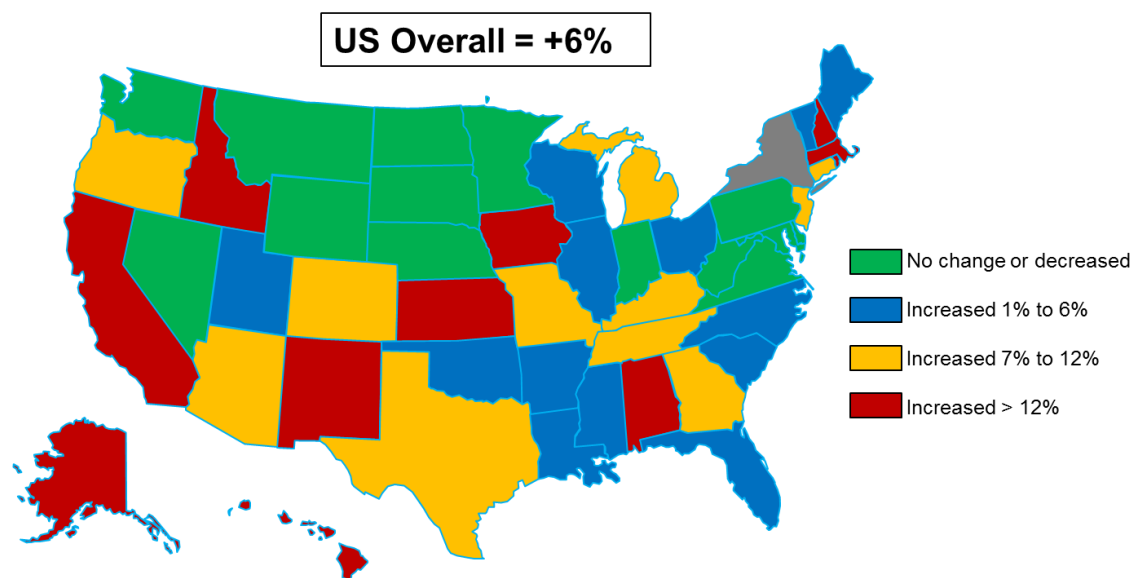 US Overall = +6%
No change or decreased
Increased 1% to 6%
Increased 7% to 12%
Increased > 12%